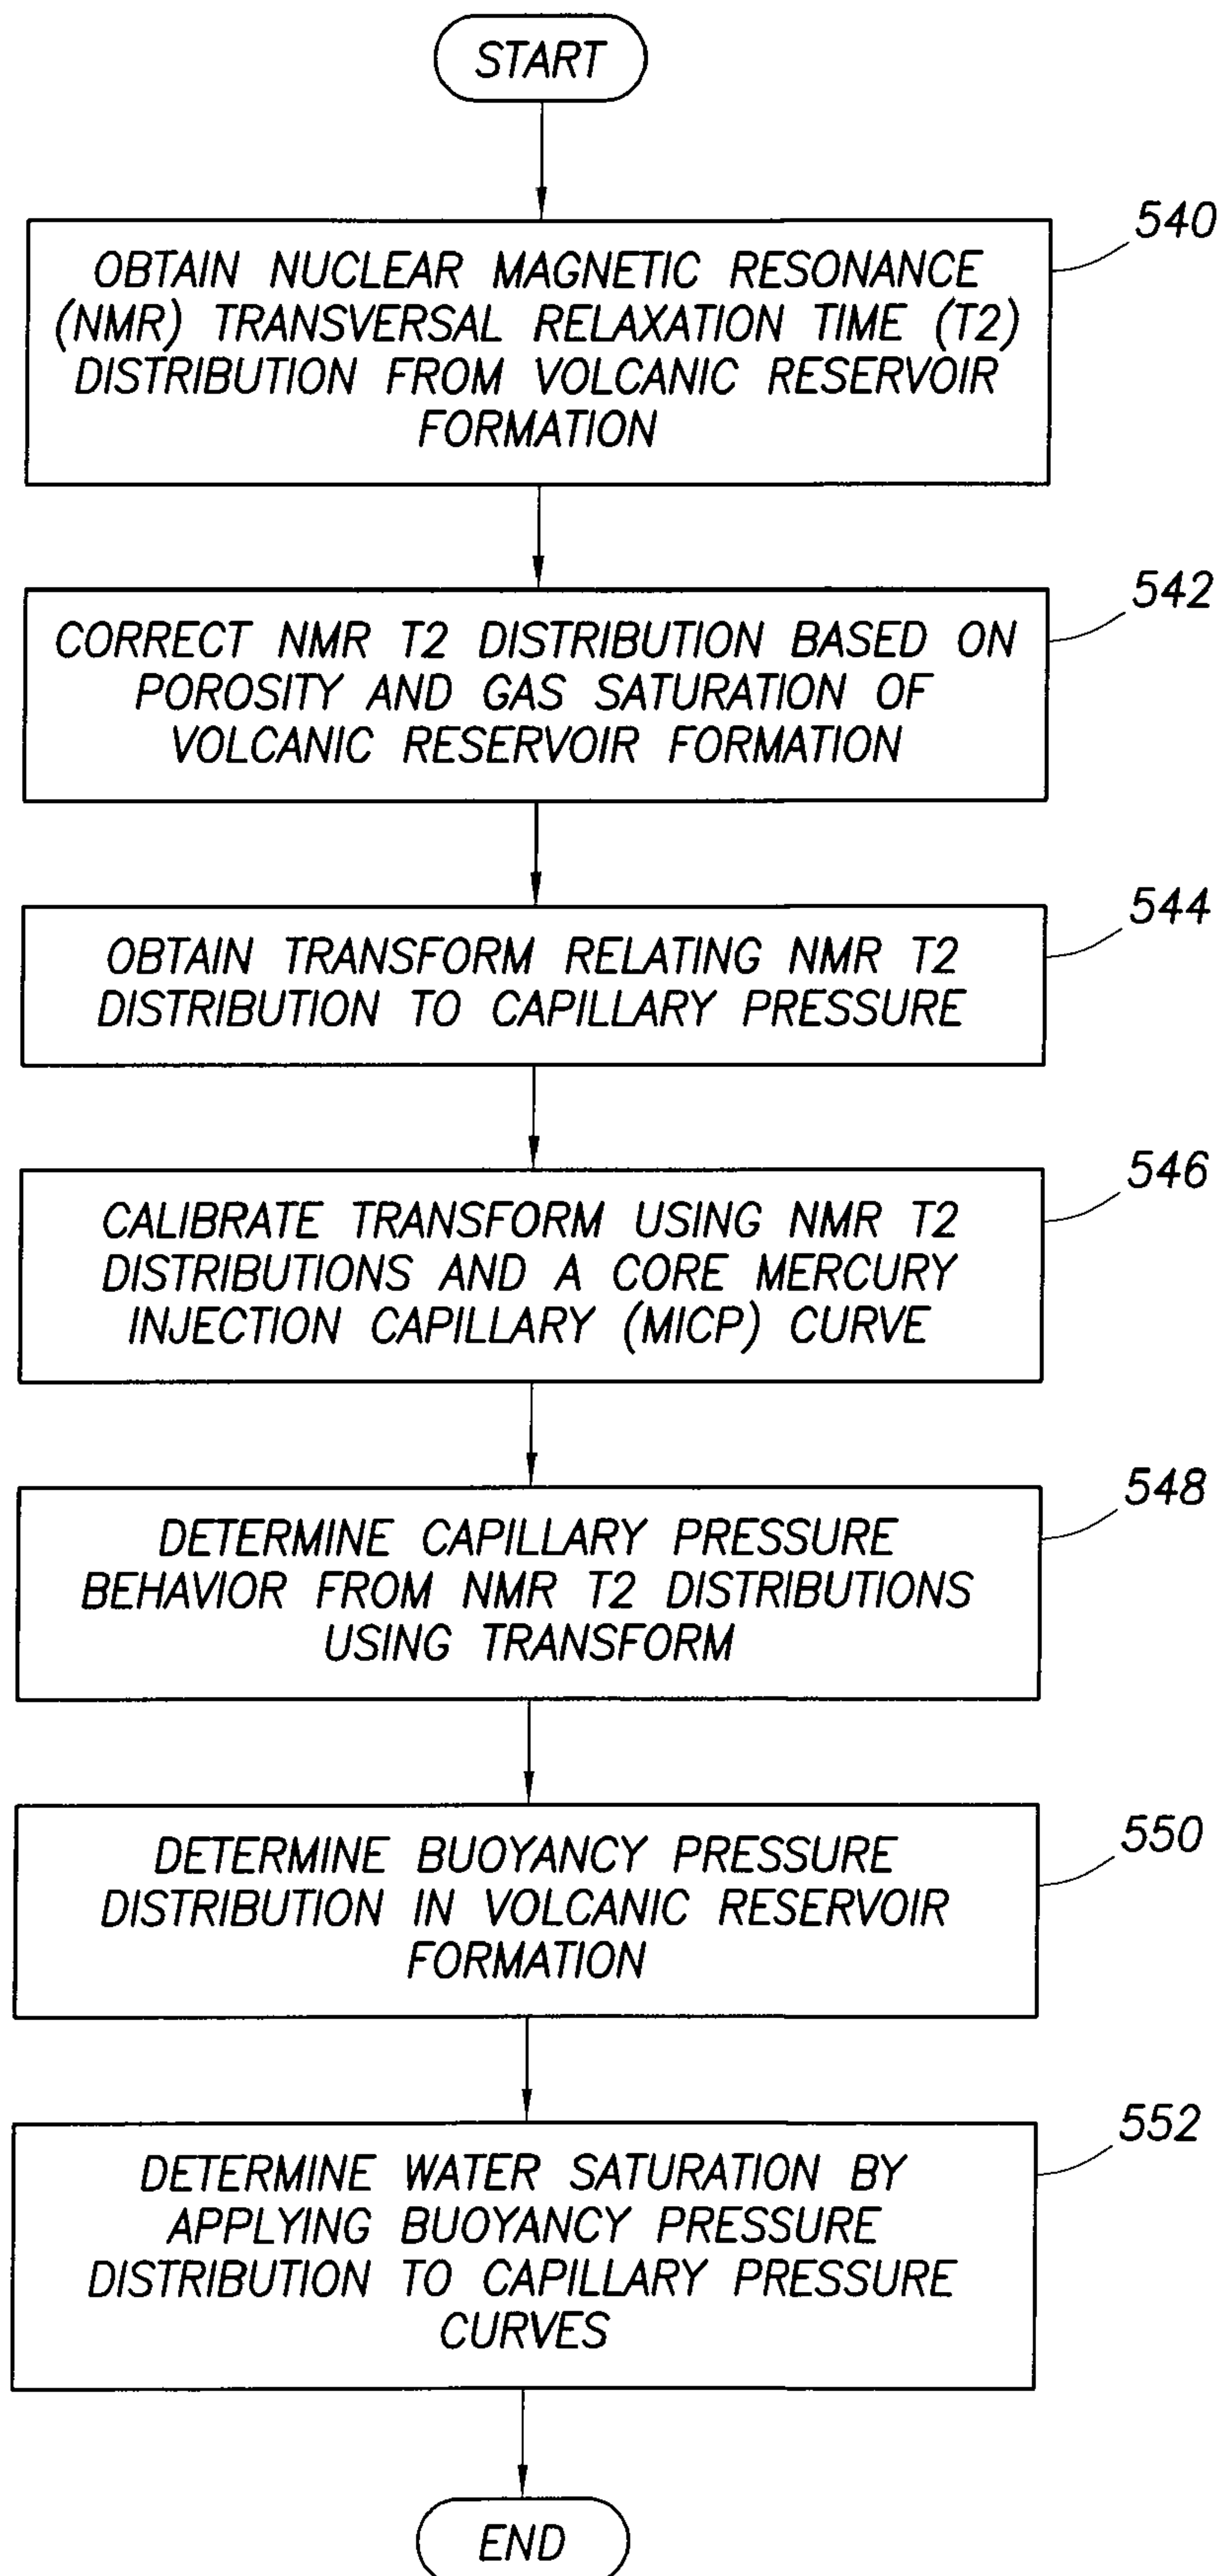 START
540
OBTAIN NUCLEAR MAGNETIC RESONANCE
(NMR) TRANSVERSAL RELAXATION TIME (T2)
DISTRIBUTION FROM VOLCANIC RESERVOIR
FORMATION
542
CORRECT NMR T2 DISTRIBUTION BASED ON
POROSITY AND GAS SATURATION OF
VOLCANIC RESERVOIR FORMATION
544
OBTAIN TRANSFORM RELATING NMR T2
DISTRIBUTION TO CAPILLARY PRESSURE
546
CALIBRATE TRANSFORM USING NMR T2
DISTRIBUTIONS AND A CORE MERCURY
INJECTION CAPILLARY (MICP) CURVE
548
DETERMINE CAPILLARY PRESSURE
BEHAVIOR FROM NMR T2 DISTRIBUTIONS
USING TRANSFORM
550
DETERMINE BUOYANCY PRESSURE
DISTRIBUTION IN VOLCANIC RESERVOIR
FORMATION
552
DETERMINE WATER SATURATION BY
APPLYING BUOYANCY PRESSURE
DISTRIBUTION TO CAPILLARY PRESSURE
CURVES
END